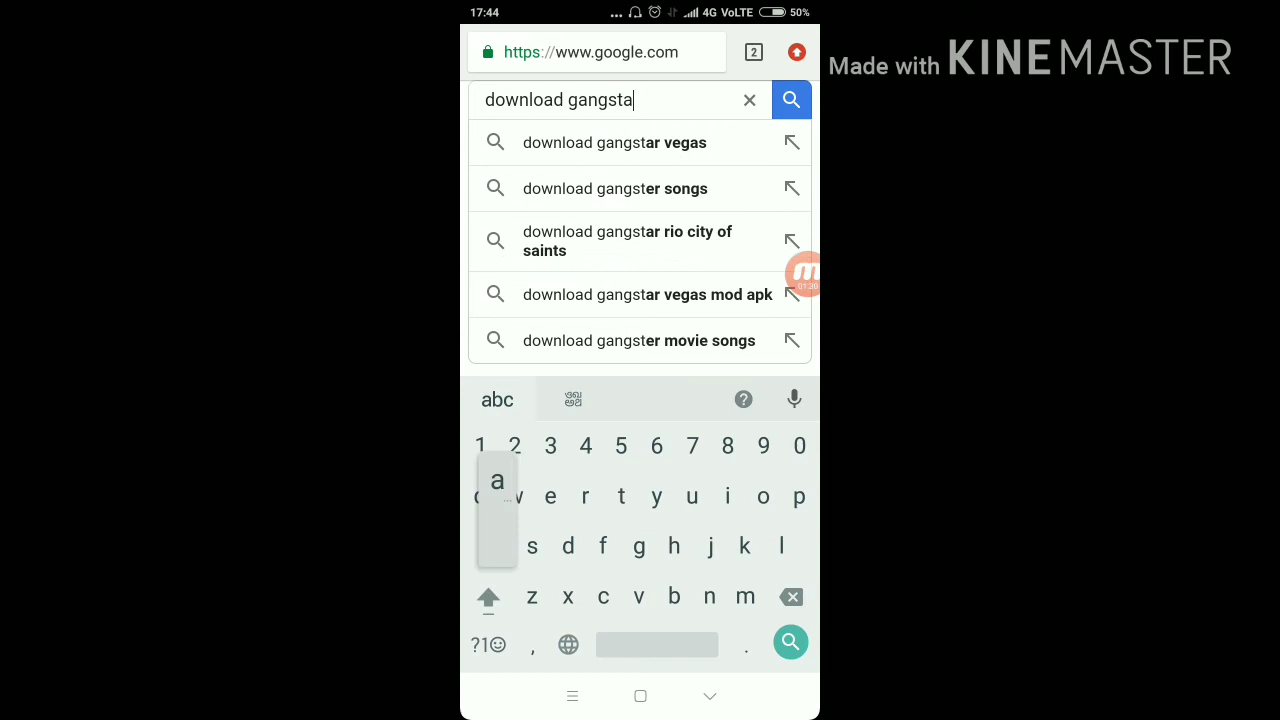 17:44 ... 4G VoLTE 50%
https://www.google.com 2
Made with KINEMASTER
download gangsta
download gangstar vegas
download gangster songs
download gangstar rio city of
saints
01:36
download gangstar vegas mod apk
download gangster movie songs
abc
1 2 3 4 5 6 7 8 9 0
a
e r t y u i o p
s d f g h j k l
z x c v b n m
?1 , .